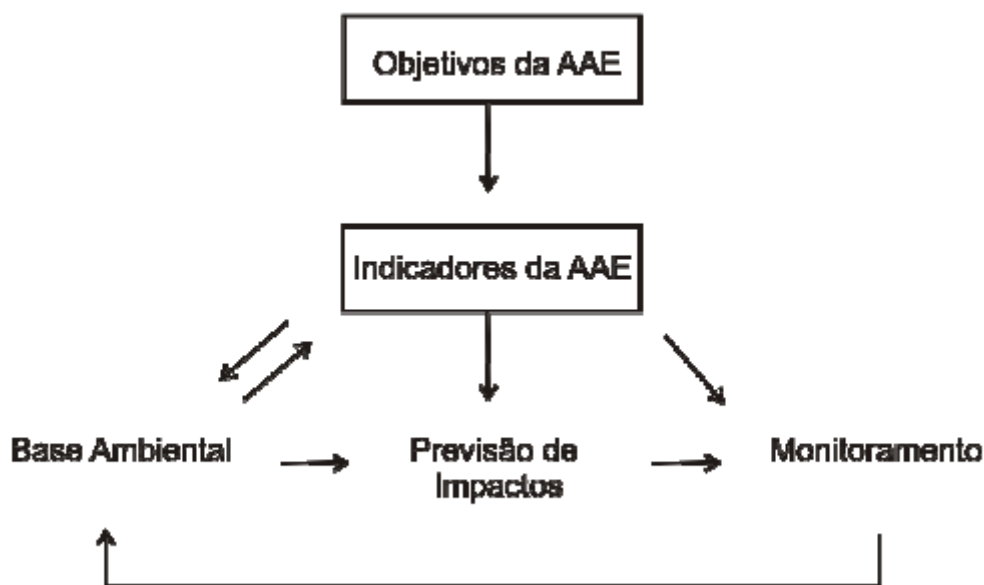 Objetivos da AAE
Indicadores da AAE
Base Ambiental
Previsão de
Impactos
Monitoramento